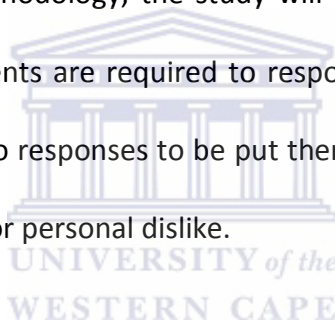 hodology, the study will
ents are required to respo
o responses to be put ther
or personal dislike.
UNIVERSITY of the
WESTERN CAPE